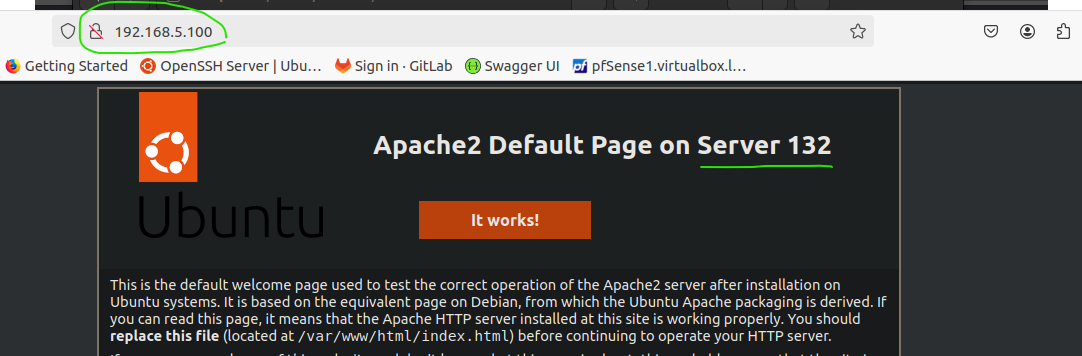 192.168.5.100
Getting Started OpenSSH Server | Ubu… Sign in · GitLab Swagger UI pfSense1.virtualbox.l…
Apache2 Default Page on Server 132
Ubuntu
It works!
This is the default welcome page used to test the correct operation of the Apache2 server after installation on
Ubuntu systems. It is based on the equivalent page on Debian, from which the Ubuntu Apache packaging is derived. If
you can read this page, it means that the Apache HTTP server installed at this site is working properly. You should
replace this file (located at /var/www/html/index.html) before continuing to operate your HTTP server.